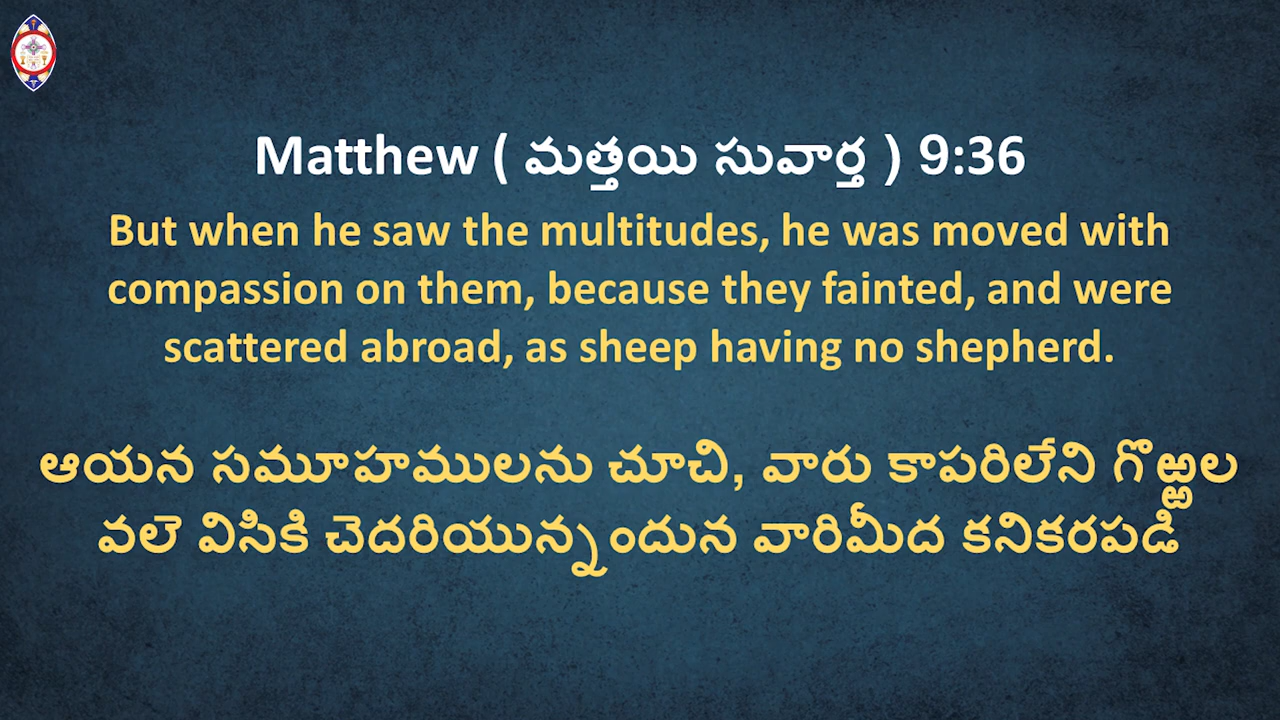 Matthew ( మత్తయి సువార్త ) 9:36
But when he saw the multitudes, he was moved with
compassion on them, because they fainted, and were
scattered abroad, as sheep having no shepherd.
ఆయన సమూహములను చూచి, వారు కాపరిలేని గొఱ్ఱల
వలె విసికి చెదరియున్నందున వారిమీద కనికరపడి